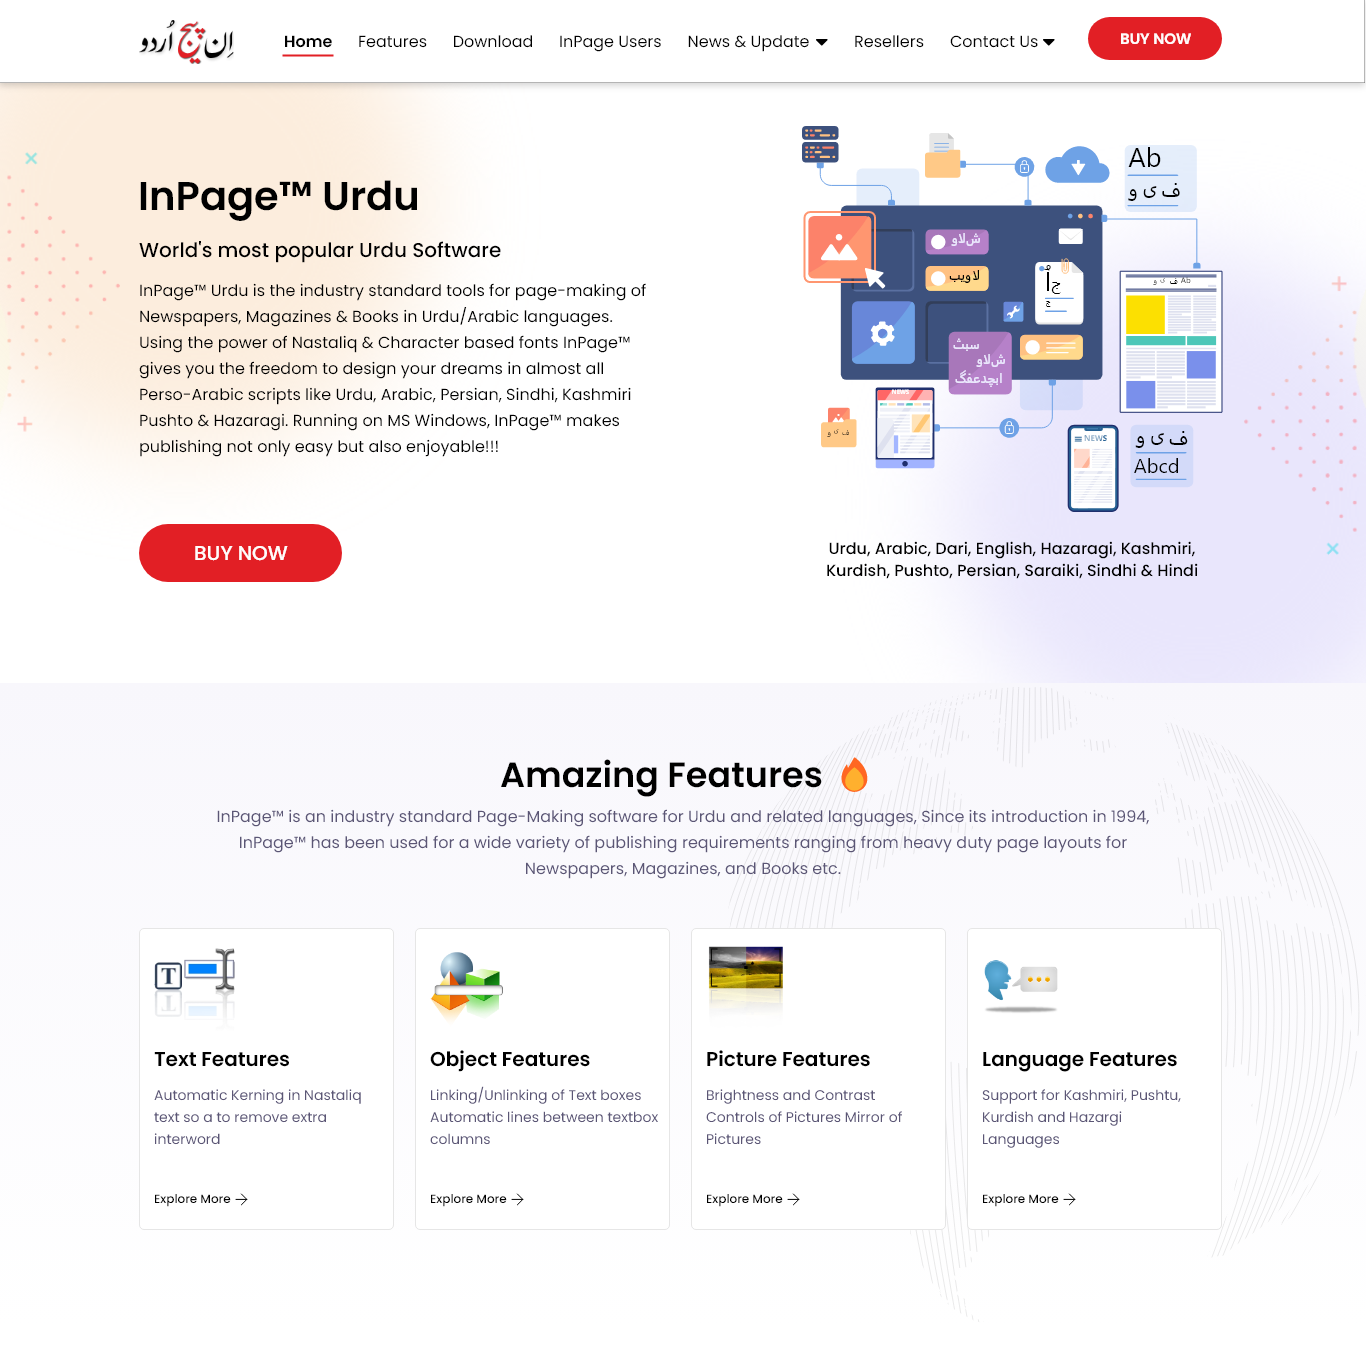 اِن پیج اُردو
Home Features Download InPage Users News & Update Resellers Contact Us BUY NOW
InPage™ Urdu
World's most popular Urdu Software
InPage™ Urdu is the industry standard tools for page-making of
Newspapers, Magazines & Books in Urdu/Arabic languages.
Using the power of Nastaliq & Character based fonts InPage™
gives you the freedom to design your dreams in almost all
Perso-Arabic scripts like Urdu, Arabic, Persian, Sindhi, Kashmiri
Pushto & Hazaragi. Running on MS Windows, InPage™ makes
publishing not only easy but also enjoyable!!!
BUY NOW
Ab
ف ی و
ش‌لاو
لاویب
سبث
ش‌لاو
ابچدعفگ
ف ی و Ab
NEWS
ف ی و
NEWS
ف ی و
Abcd
Urdu, Arabic, Dari, English, Hazaragi, Kashmiri,
Kurdish, Pushto, Persian, Saraiki, Sindhi & Hindi
Amazing Features
InPage™ is an industry standard Page-Making software for Urdu and related languages, Since its introduction in 1994,
InPage™ has been used for a wide variety of publishing requirements ranging from heavy duty page layouts for
Newspapers, Magazines, and Books etc.
T
Text Features
Automatic Kerning in Nastaliq
text so a to remove extra
interword
Explore More
Object Features
Linking/Unlinking of Text boxes
Automatic lines between textbox
columns
Explore More
Picture Features
Brightness and Contrast
Controls of Pictures Mirror of
Pictures
Explore More
Language Features
Support for Kashmiri, Pushtu,
Kurdish and Hazargi
Languages
Explore More